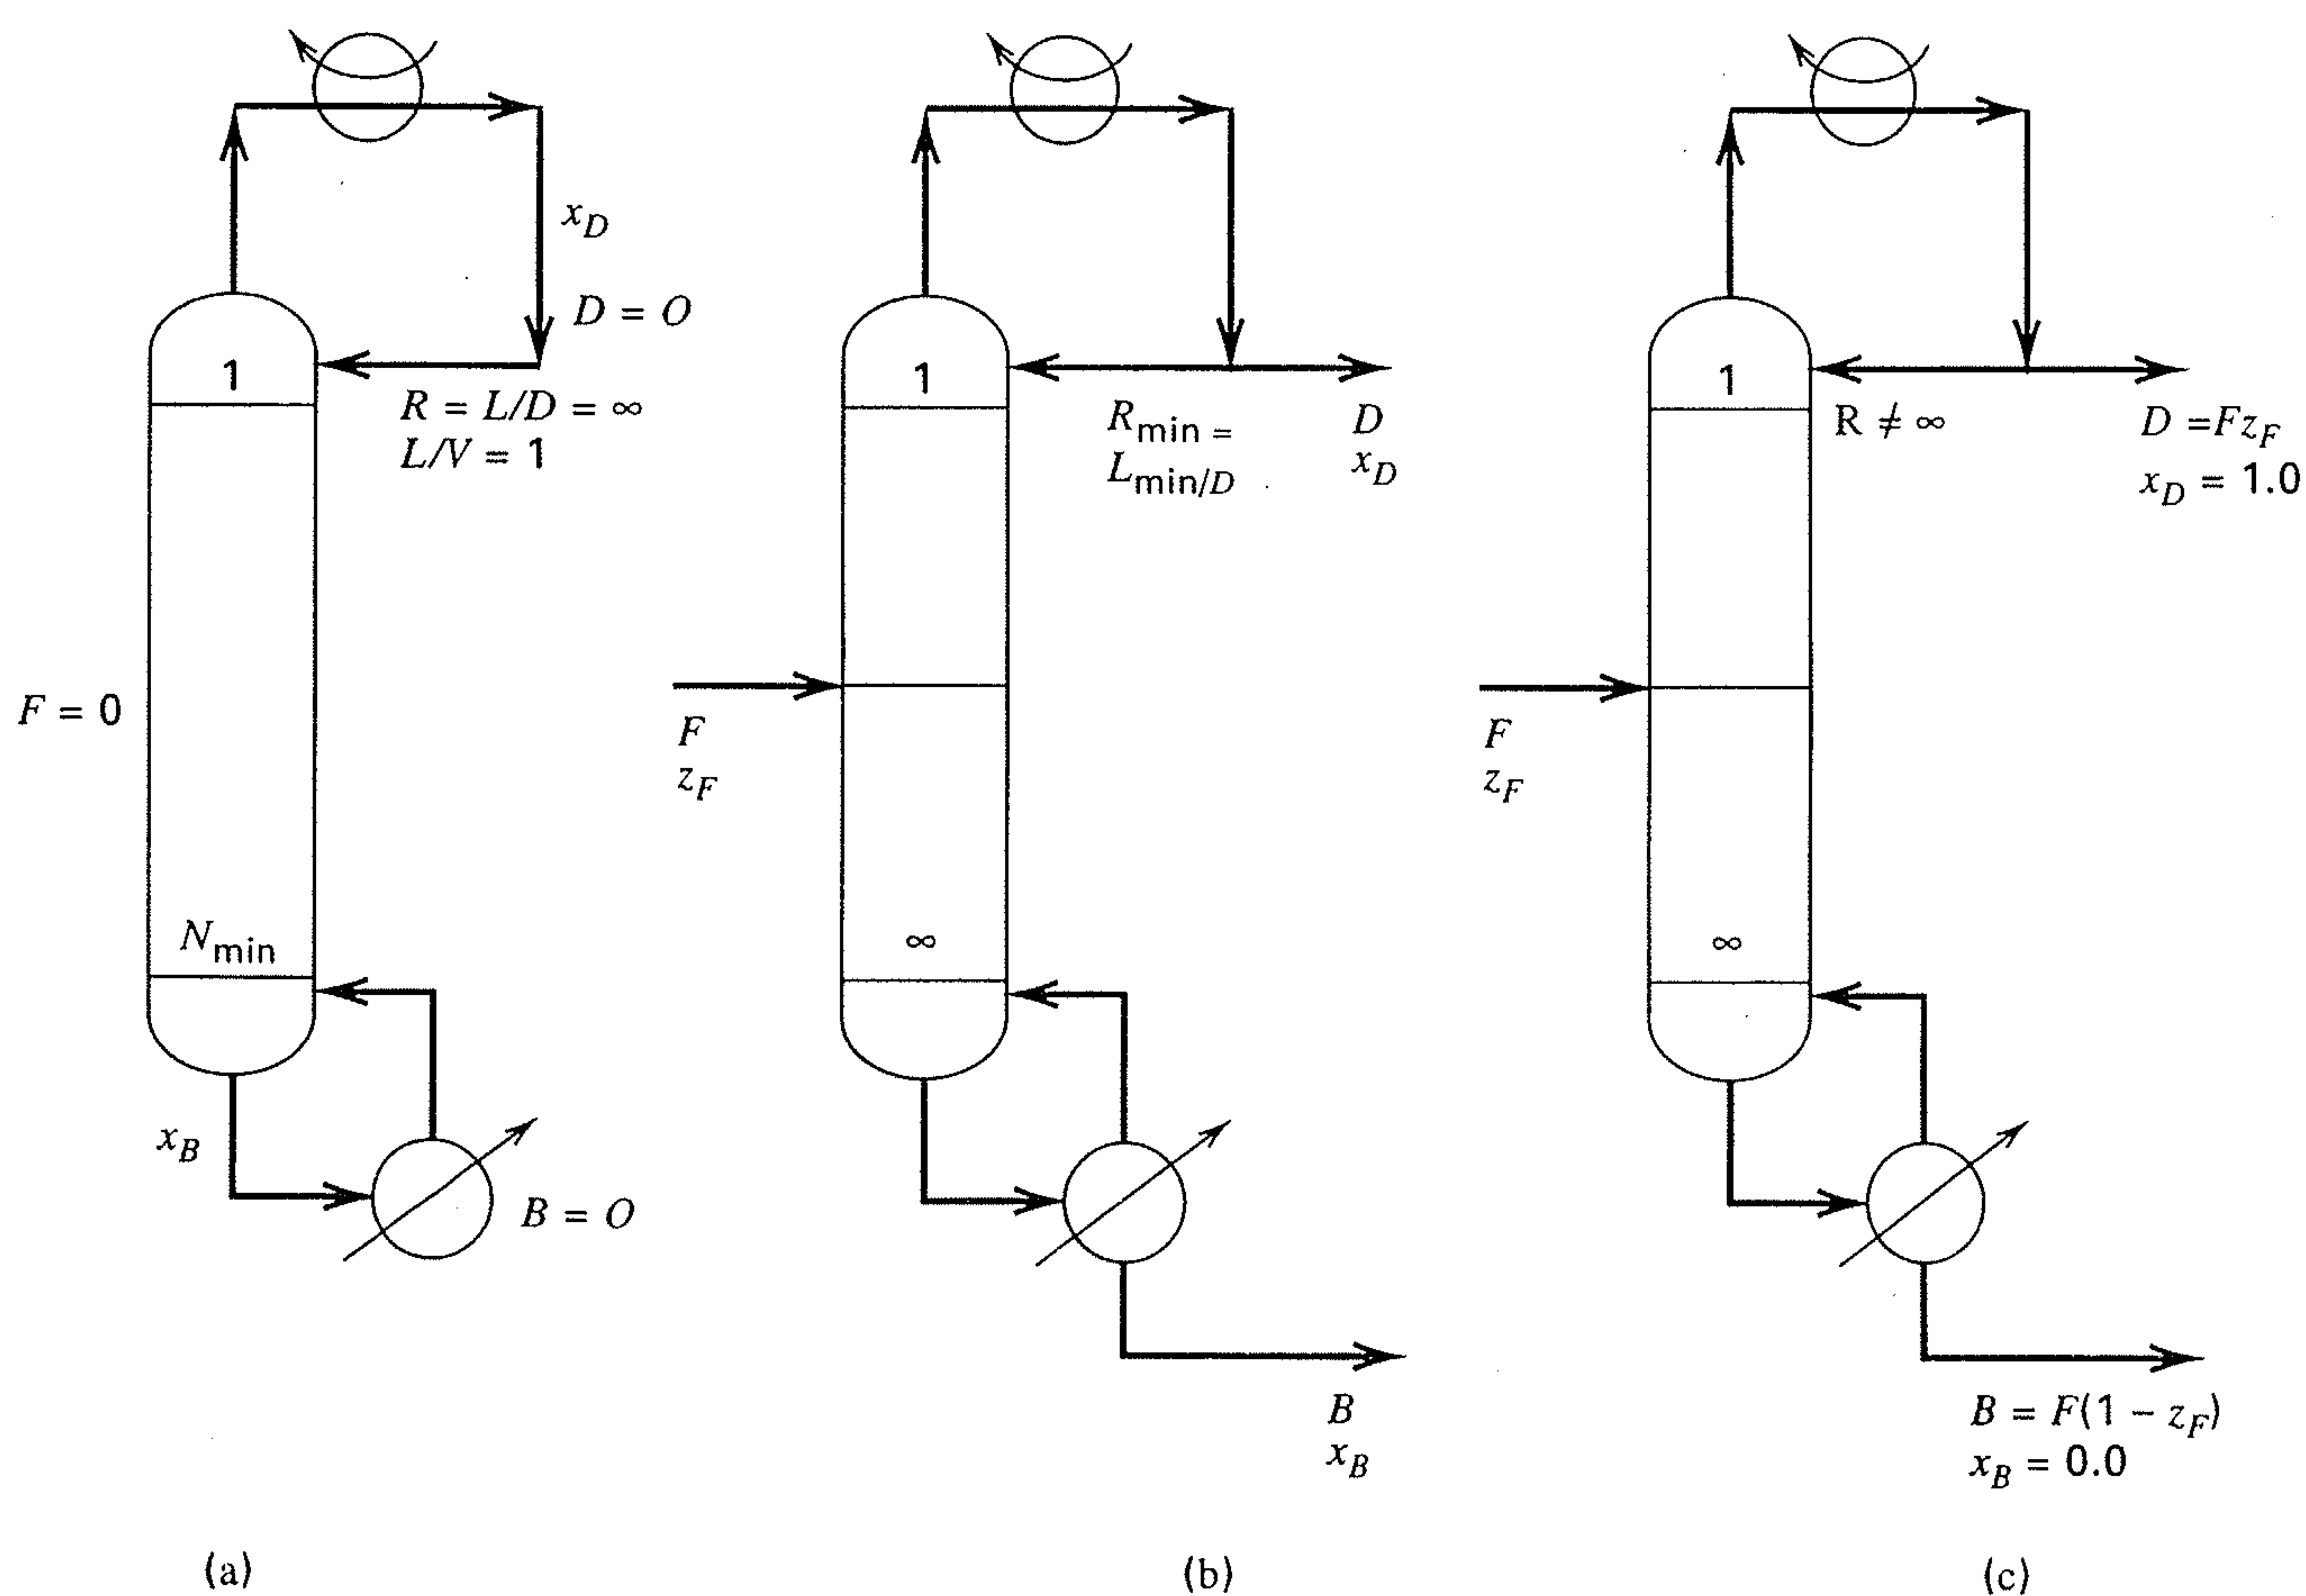 x_D
D = O
1
R = L/D = ∞
L/V = 1
F = 0
N_min
x_B
B = O
(a)
1
R_min =
L_min/D
D
x_D
F
z_F
∞
B
x_B
(b)
1
R ≠ ∞
D =Fz_F
x_D = 1.0
F
z_F
∞
B = F(1 − z_F)
x_B = 0.0
(c)